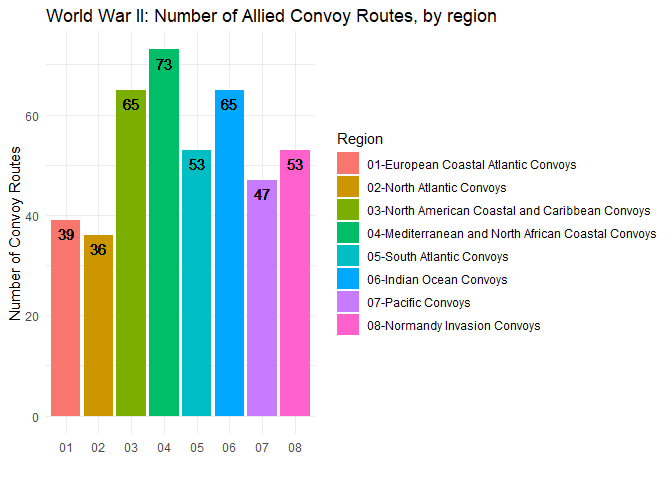 World War II: Number of Allied Convoy Routes, by region
Number of Convoy Routes
60
40
20
0
39
36
65
73
53
65
47
53
01 02 03 04 05 06 07 08
Region
01-European Coastal Atlantic Convoys
02-North Atlantic Convoys
03-North American Coastal and Caribbean Convoys
04-Mediterranean and North African Coastal Convoys
05-South Atlantic Convoys
06-Indian Ocean Convoys
07-Pacific Convoys
08-Normandy Invasion Convoys